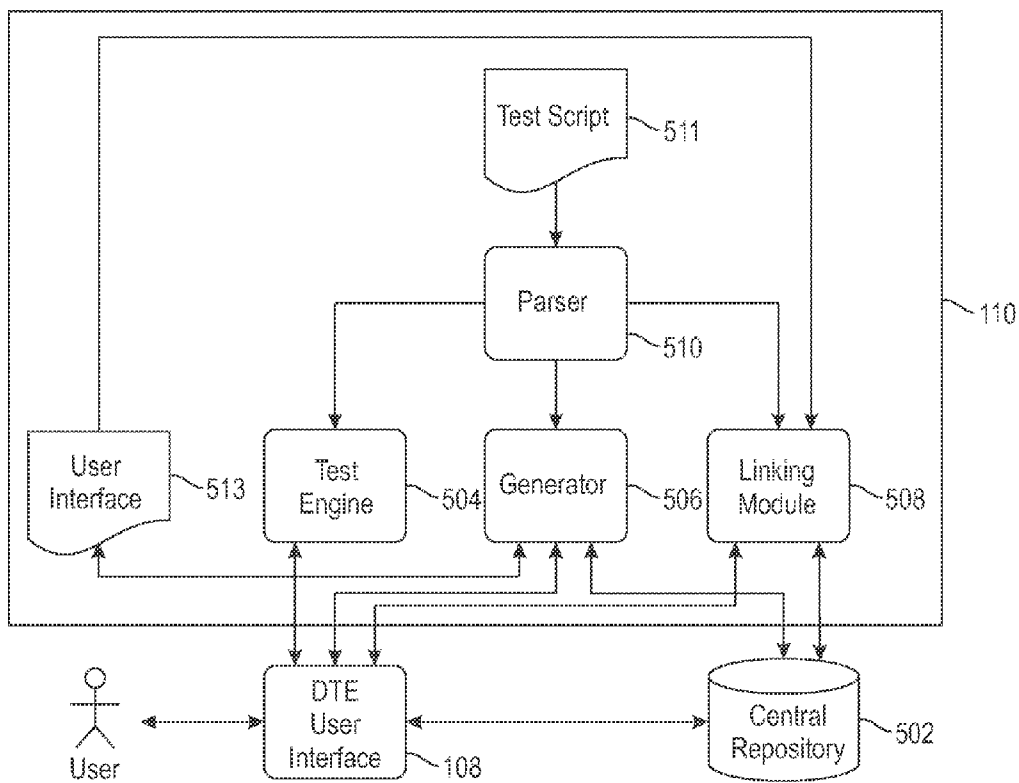 Test Script
511
Parser
510
110
User
Interface
513
Test
Engine
504
Generator
506
Linking
Module
508
User
DTE
User
Interface
108
Central
Repository
502